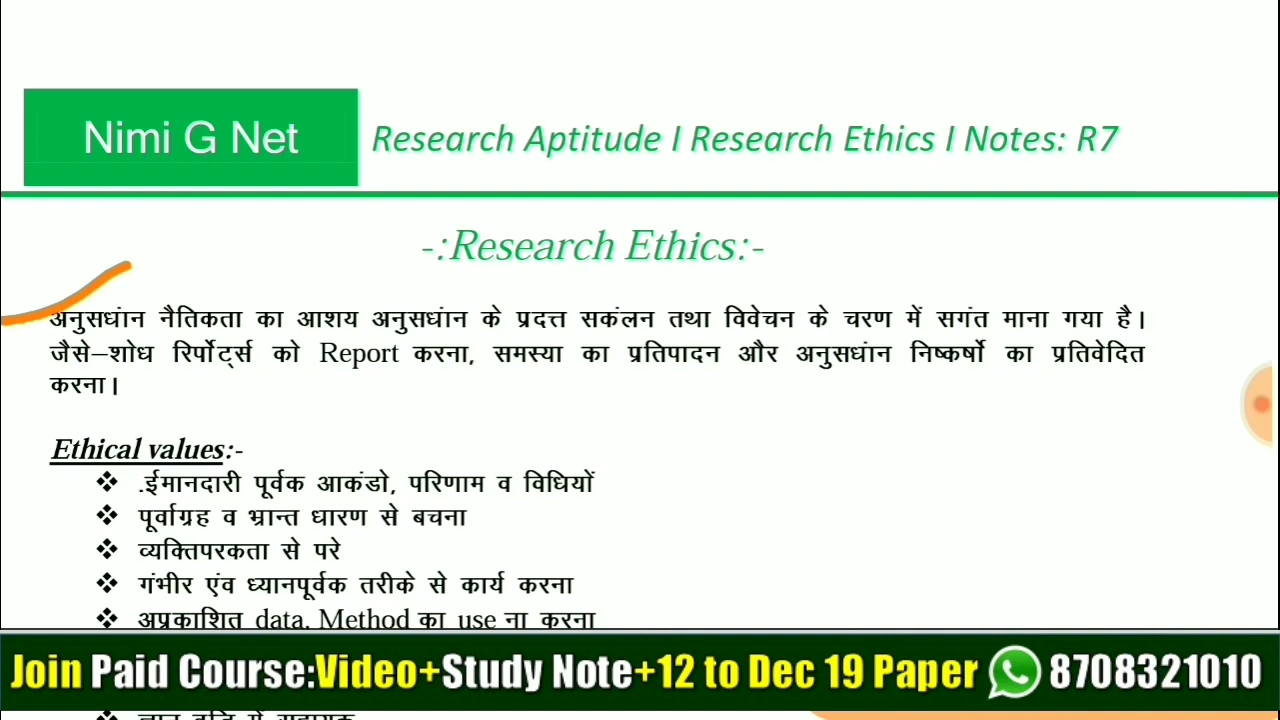 Nimi G Net
Research Aptitude I Research Ethics I Notes: R7
-:Research Ethics:-
अनुसधांन नैतिकता का आशय अनुसधांन के प्रदत्त सकंलन तथा विवेचन के चरण में सगंत माना गया है।
जैसे–शोध रिर्पोट्र्स को Report करना, समस्या का प्रतिपादन और अनुसधांन निष्कर्षो का प्रतिवेदित
करना।
Ethical values:-
❖ .ईमानदारी पूर्वक आकंडो, परिणाम व विधियों
❖ पूर्वाग्रह व भ्रान्त धारण से बचना
❖ व्यक्तिपरकता से परे
❖ गंभीर एंव ध्यानपूर्वक तरीके से कार्य करना
❖ अप्रकाशित data, Method का use ना करना
Join Paid Course:Video+Study Note+12 to Dec 19 Paper 8708321010